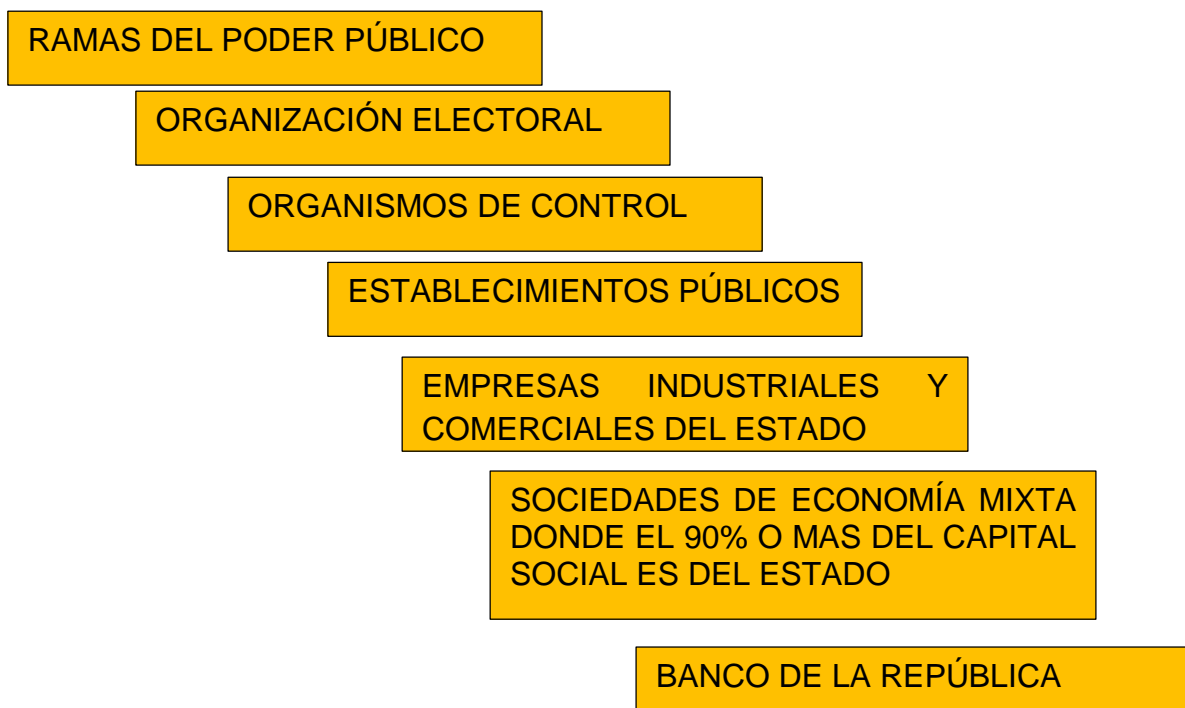 RAMAS DEL PODER PÚBLICO
ORGANIZACIÓN ELECTORAL
ORGANISMOS DE CONTROL
ESTABLECIMIENTOS PÚBLICOS
EMPRESAS INDUSTRIALES Y
COMERCIALES DEL ESTADO
SOCIEDADES DE ECONOMÍA MIXTA
DONDE EL 90% O MAS DEL CAPITAL
SOCIAL ES DEL ESTADO
BANCO DE LA REPÚBLICA